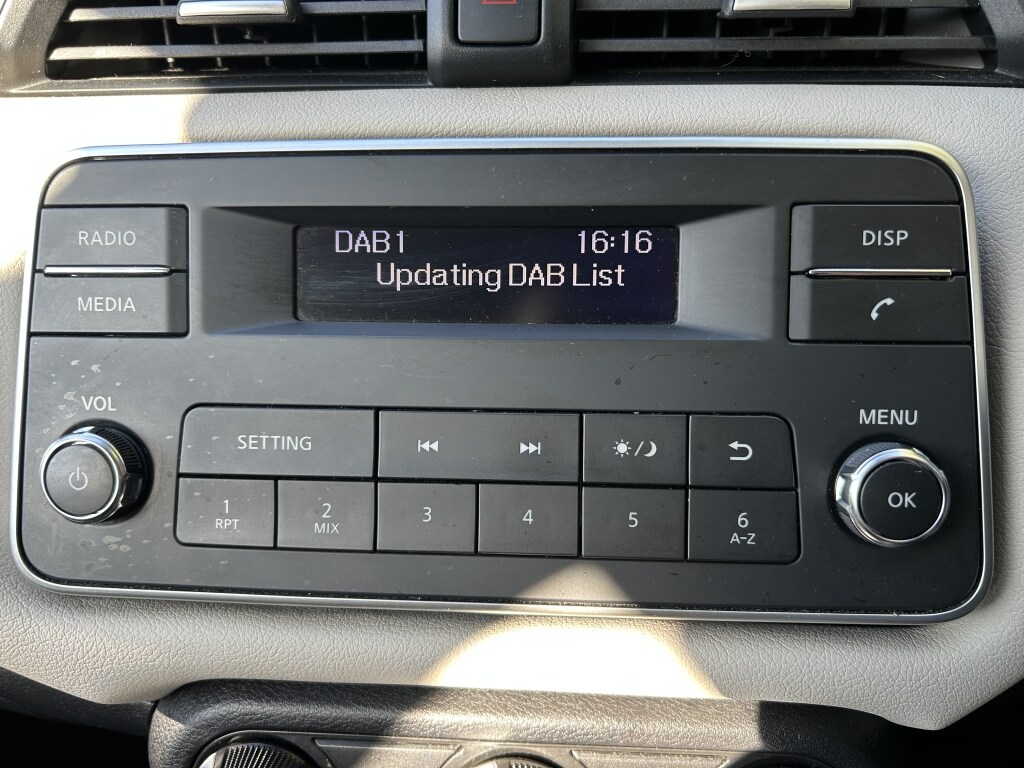 DAB1 16:16
Updating DAB List
RADIO
MEDIA
DISP
VOL
MENU
SETTING
OK
1 2 3 4 5 6
RPT MIX A-Z